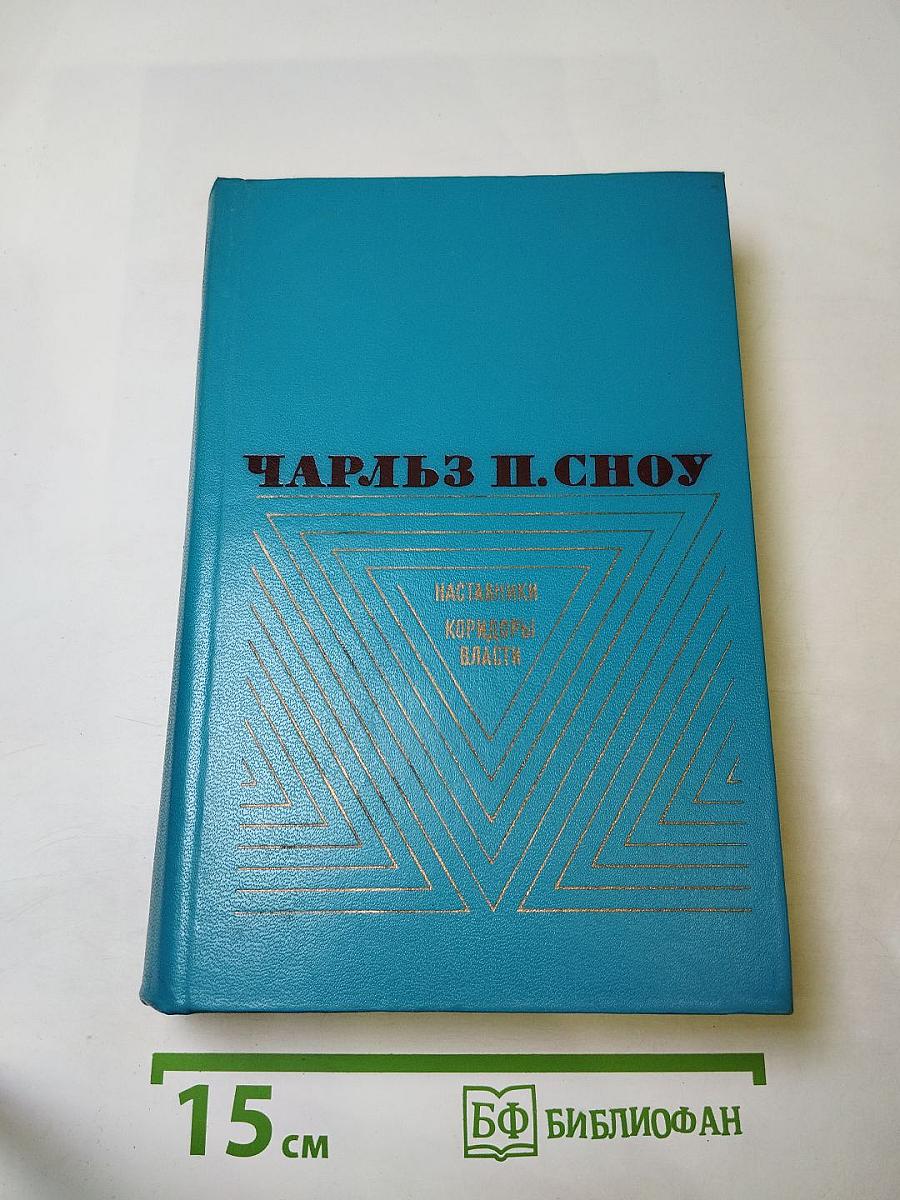 ЧАРЛЬЗ П. СНОУ
НАСТАВНИКИ
КОРИДОРЫ
ВЛАСТИ
15 см
БФ БИБЛИОФАН